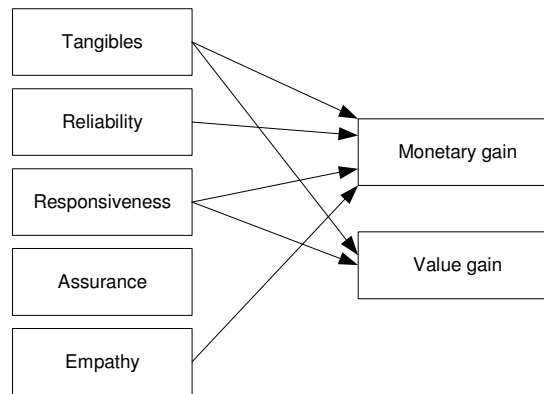 Tangibles
Reliability
Responsiveness
Assurance
Empathy
Monetary gain
Value gain